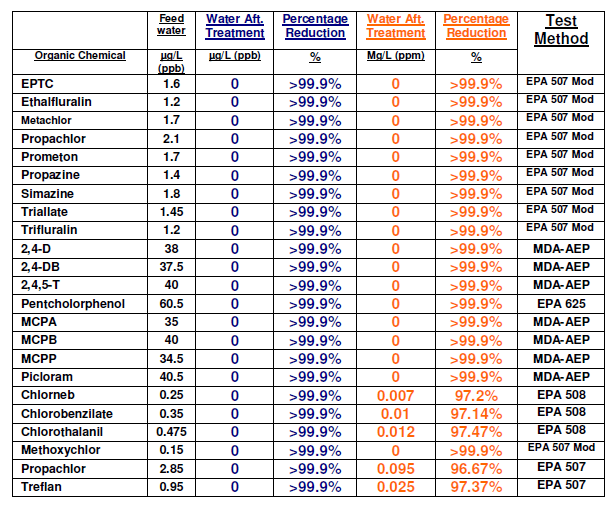 Feed water Water Aft. Treatment Percentage Reduction Water Aft. Treatment Percentage Reduction Test Method
Organic Chemical µg/L (ppb) µg/L (ppb) % Mg/L (ppm) %
EPTC 1.6 0 >99.9% 0 >99.9% EPA 507 Mod
Ethalfluralin 1.2 0 >99.9% 0 >99.9% EPA 507 Mod
Metachlor 1.7 0 >99.9% 0 >99.9% EPA 507 Mod
Propachlor 2.1 0 >99.9% 0 >99.9% EPA 507 Mod
Prometon 1.7 0 >99.9% 0 >99.9% EPA 507 Mod
Propazine 1.4 0 >99.9% 0 >99.9% EPA 507 Mod
Simazine 1.8 0 >99.9% 0 >99.9% EPA 507 Mod
Triallate 1.45 0 >99.9% 0 >99.9% EPA 507 Mod
Trifluralin 1.2 0 >99.9% 0 >99.9% EPA 507 Mod
2,4-D 38 0 >99.9% 0 >99.9% MDA-AEP
2,4-DB 37.5 0 >99.9% 0 >99.9% MDA-AEP
2,4,5-T 40 0 >99.9% 0 >99.9% MDA-AEP
Pentcholorphenol 60.5 0 >99.9% 0 >99.9% EPA 625
MCPA 35 0 >99.9% 0 >99.9% MDA-AEP
MCPB 40 0 >99.9% 0 >99.9% MDA-AEP
MCPP 34.5 0 >99.9% 0 >99.9% MDA-AEP
Picloram 40.5 0 >99.9% 0 >99.9% MDA-AEP
Chlorneb 0.25 0 >99.9% 0.007 97.2% EPA 508
Chlorobenzilate 0.35 0 >99.9% 0.01 97.14% EPA 508
Chlorothalanil 0.475 0 >99.9% 0.012 97.47% EPA 508
Methoxychlor 0.15 0 >99.9% 0 >99.9% EPA 507 Mod
Propachlor 2.85 0 >99.9% 0.095 96.67% EPA 507
Treflan 0.95 0 >99.9% 0.025 97.37% EPA 507